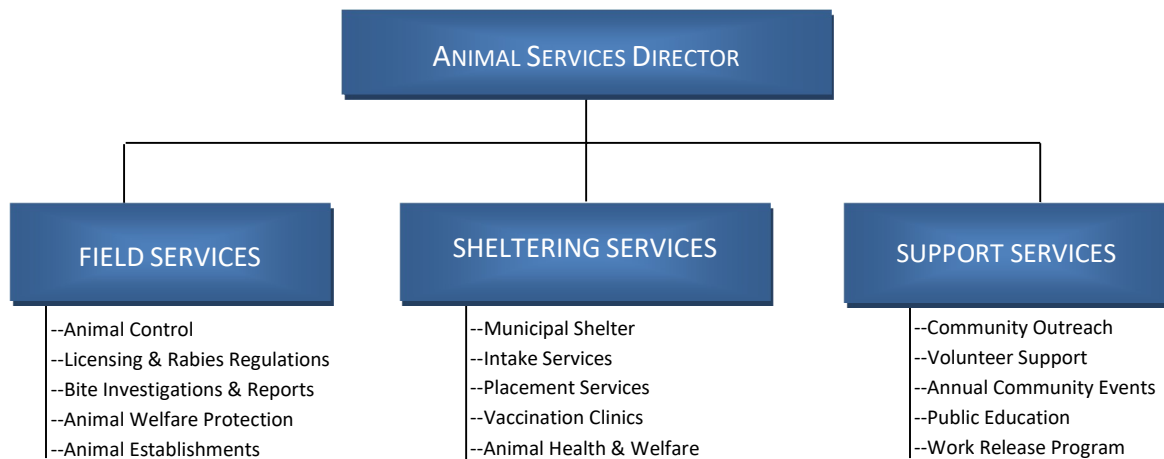 ANIMAL SERVICES DIRECTOR
FIELD SERVICES
--Animal Control
--Licensing & Rabies Regulations
--Bite Investigations & Reports
--Animal Welfare Protection
--Animal Establishments
SHELTERING SERVICES
--Municipal Shelter
--Intake Services
--Placement Services
--Vaccination Clinics
--Animal Health & Welfare
SUPPORT SERVICES
--Community Outreach
--Volunteer Support
--Annual Community Events
--Public Education
--Work Release Program